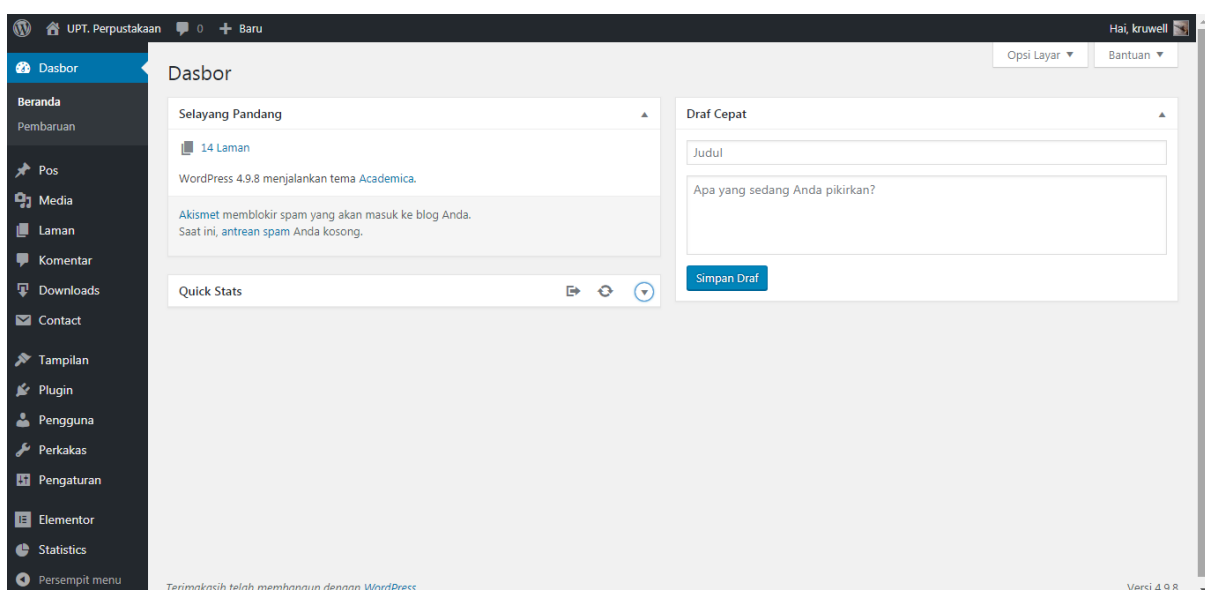 UPT. Perpustakaan 0 Baru Hai, kruwell
Opsi Layar Bantuan
Dasbor
Beranda
Pembaruan
Pos
Media
Laman
Komentar
Downloads
Contact
Tampilan
Plugin
Pengguna
Perkakas
Pengaturan
Elementor
Statistics
Persempit menu
Dasbor
Selayang Pandang
14 Laman
WordPress 4.9.8 menjalankan tema Academica.
Akismet memblokir spam yang akan masuk ke blog Anda.
Saat ini, antrean spam Anda kosong.
Quick Stats
Draf Cepat
Judul
Apa yang sedang Anda pikirkan?
Simpan Draf
Terimakasih telah membangun dengan WordPress.
Versi 4.9.8